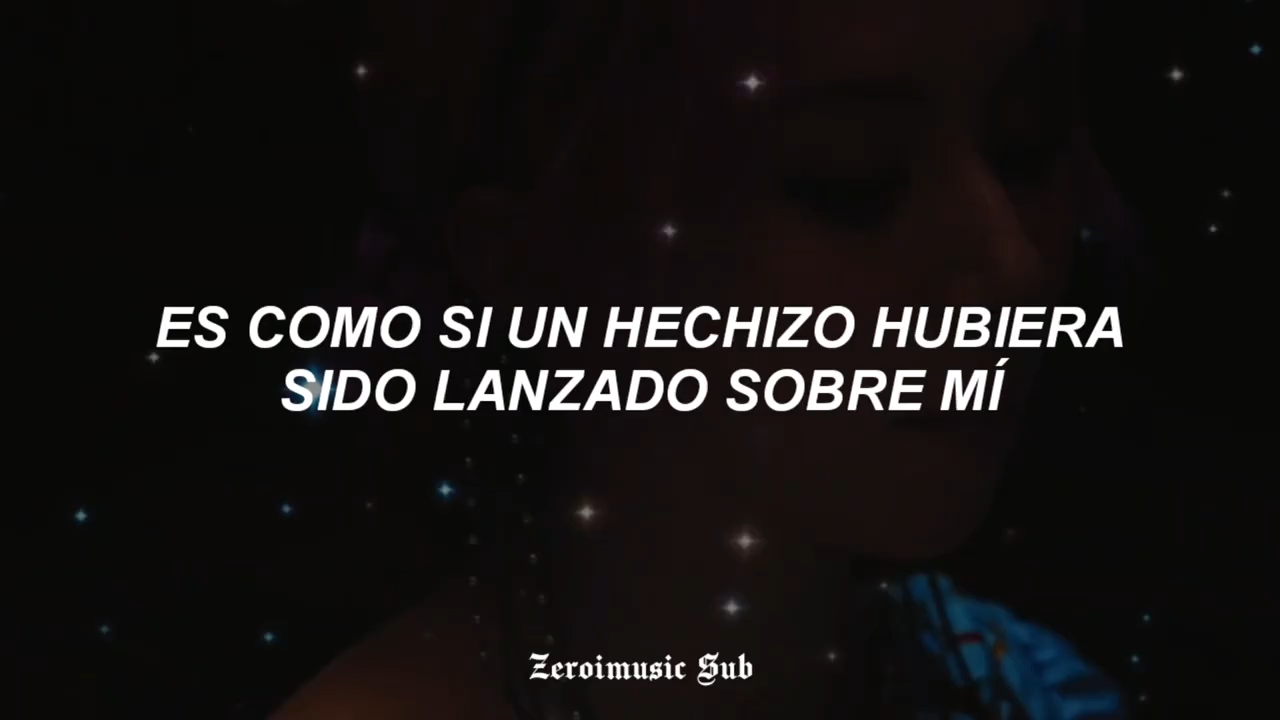 ES COMO SI UN HECHIZO HUBIERA
SIDO LANZADO SOBRE MÍ
Zeroimusic Sub